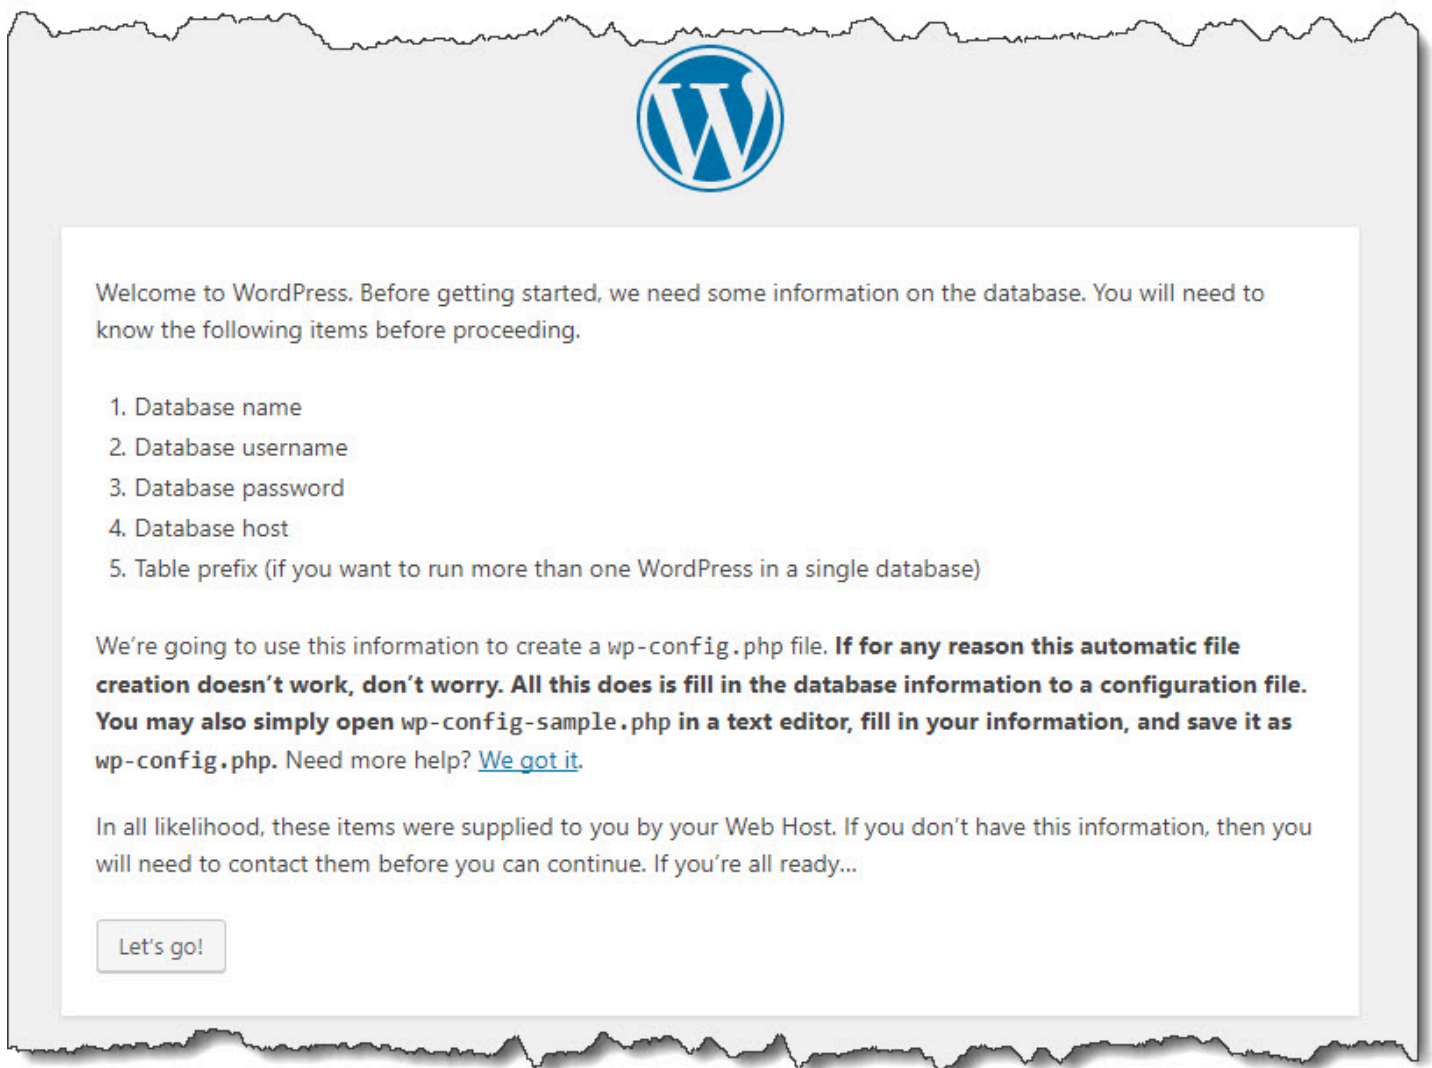 Welcome to WordPress. Before getting started, we need some information on the database. You will need to
know the following items before proceeding.
1. Database name
2. Database username
3. Database password
4. Database host
5. Table prefix (if you want to run more than one WordPress in a single database)
We’re going to use this information to create a wp-config.php file. If for any reason this automatic file
creation doesn’t work, don’t worry. All this does is fill in the database information to a configuration file.
You may also simply open wp-config-sample.php in a text editor, fill in your information, and save it as
wp-config.php. Need more help? We got it.
In all likelihood, these items were supplied to you by your Web Host. If you don’t have this information, then you
will need to contact them before you can continue. If you’re all ready…
Let's go!